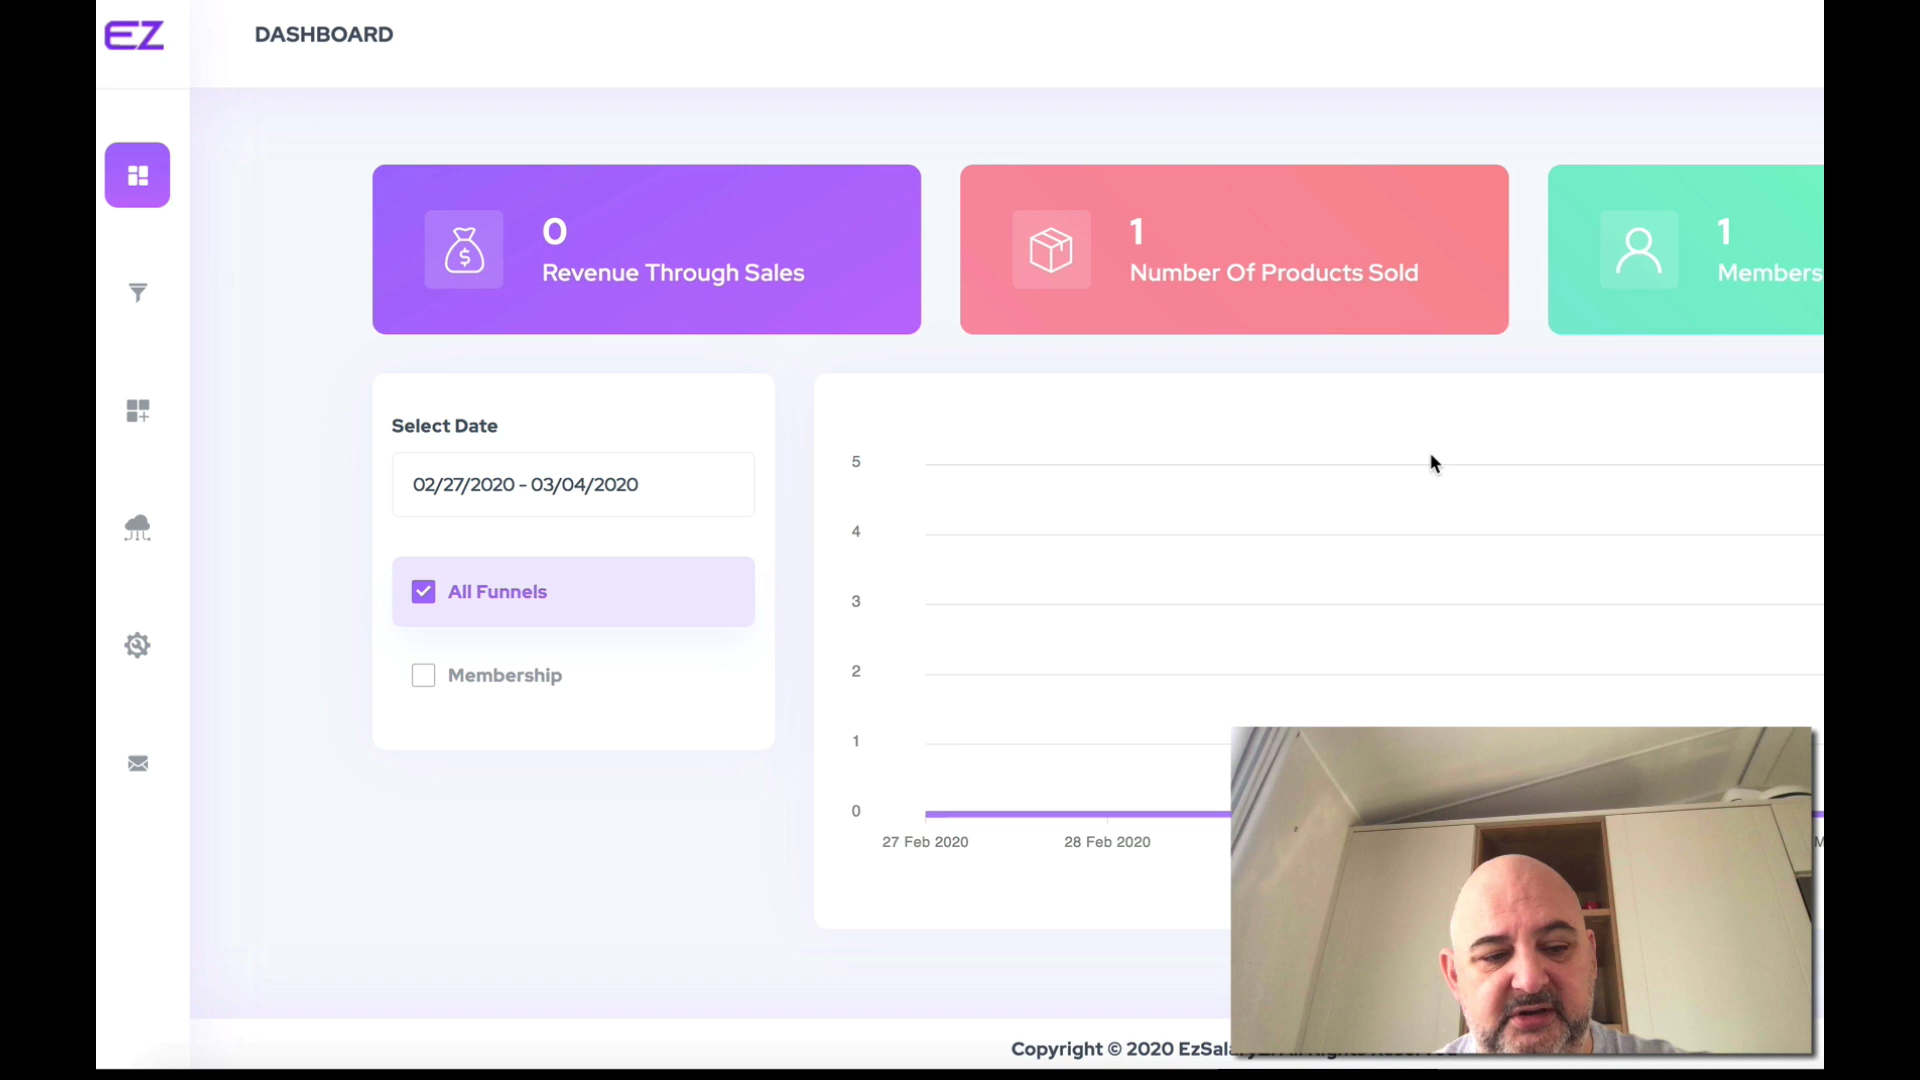 EZ
DASHBOARD
0
Revenue Through Sales
1
Number Of Products Sold
1
Members
Select Date
02/27/2020 - 03/04/2020
All Funnels
Membership
5
4
3
2
1
0
27 Feb 2020
28 Feb 2020
M
Copyright © 2020